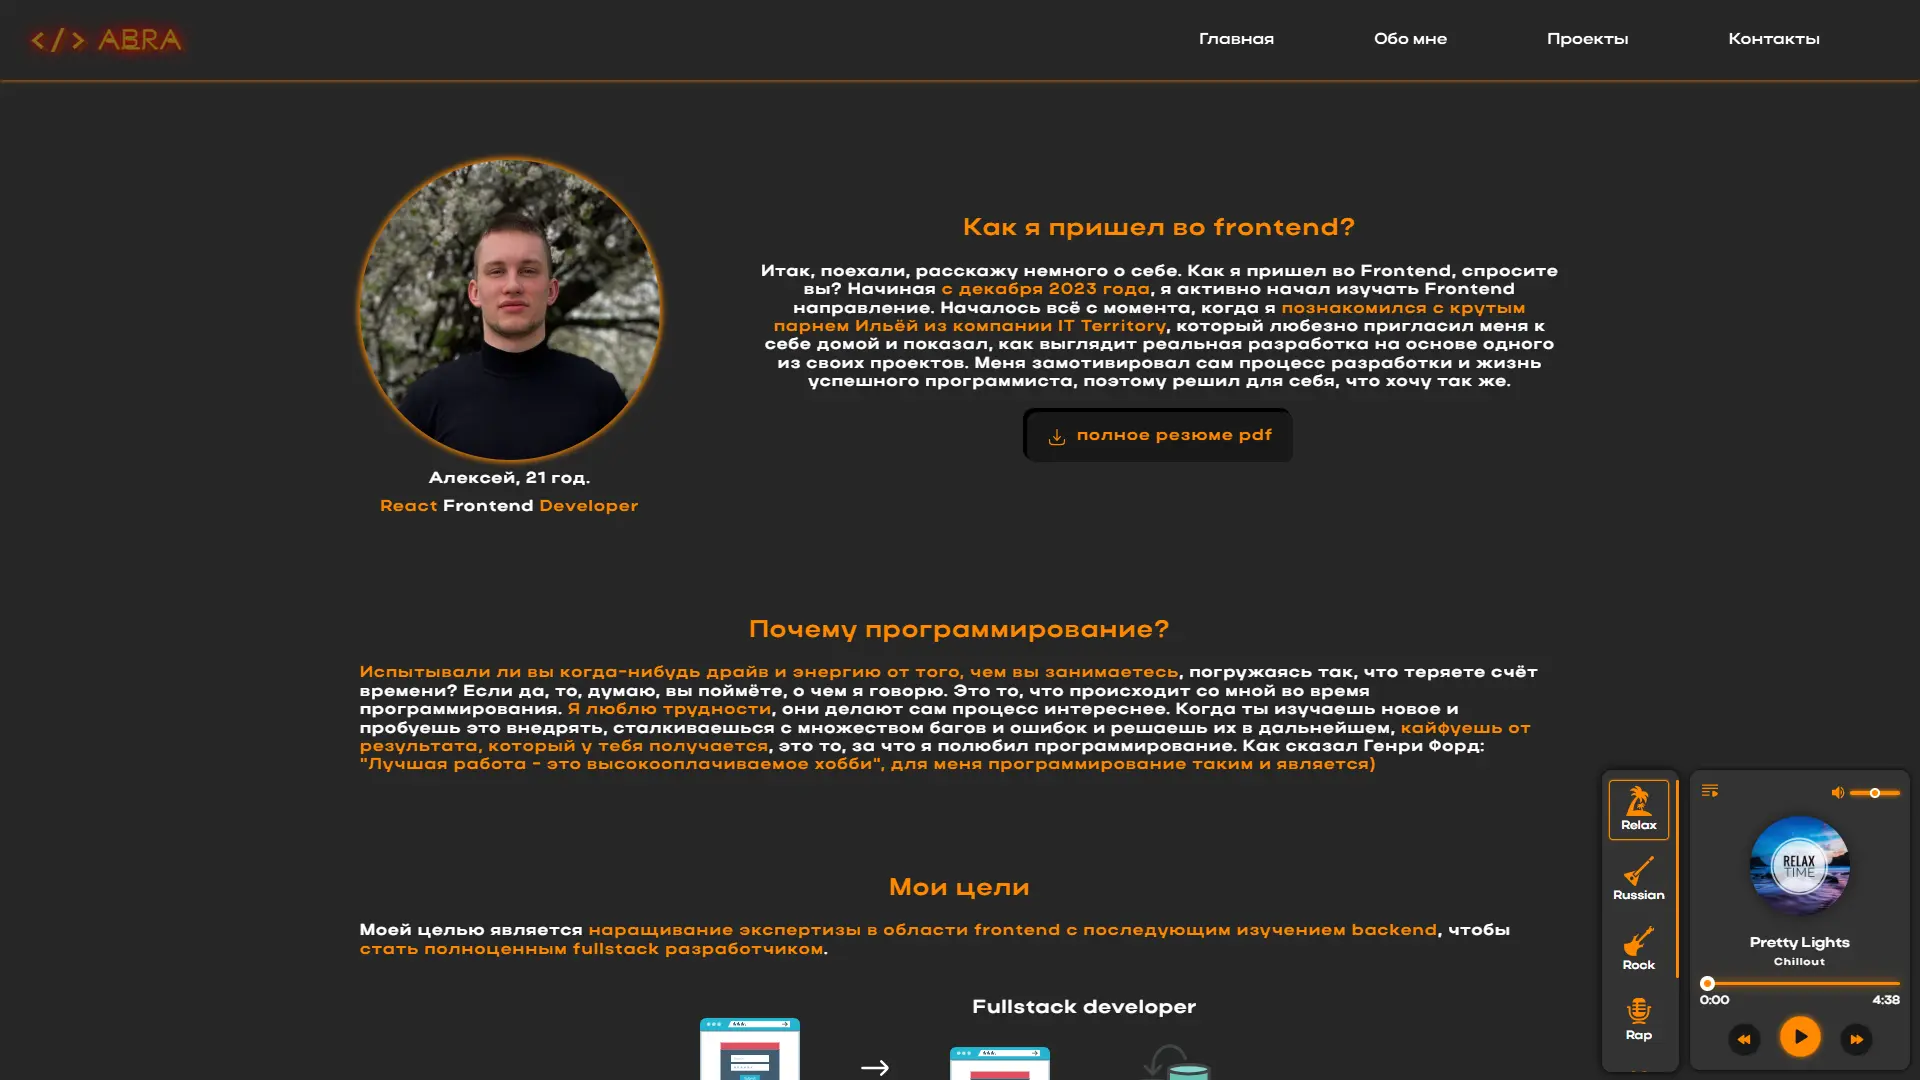 </> ABRA
Главная
Обо мне
Проекты
Контакты
Как я пришел во frontend?
Итак, поехали, расскажу немного о себе. Как я пришел во Frontend, спросите
вы? Начиная с декабря 2023 года, я активно начал изучать Frontend
направление. Началось всё с момента, когда я познакомился с крутым
парнем Ильёй из компании IT Territory, который любезно пригласил меня к
себе домой и показал, как выглядит реальная разработка на основе одного
из своих проектов. Меня замотивировал сам процесс разработки и жизнь
успешного программиста, поэтому решил для себя, что хочу так же.
полное резюме pdf
Алексей, 21 год.
React Frontend Developer
Почему программирование?
Испытывали ли вы когда-нибудь драйв и энергию от того, чем вы занимаетесь, погружаясь так, что теряете счёт
времени? Если да, то, думаю, вы поймёте, о чем я говорю. Это то, что происходит со мной во время
программирования. Я люблю трудности, они делают сам процесс интереснее. Когда ты изучаешь новое и
пробуешь это внедрять, сталкиваешься с множеством багов и ошибок и решаешь их в дальнейшем, кайфуешь от
результата, который у тебя получается, это то, за что я полюбил программирование. Как сказал Генри Форд:
"Лучшая работа - это высокооплачиваемое хобби", для меня программирование таким и является)
Мои цели
Моей целью является наращивание экспертизы в области frontend с последующим изучением backend, чтобы
стать полноценным fullstack разработчиком.
Fullstack developer
Relax
Russian
Rock
Rap
RELAX
TIME
Pretty Lights
Chillout
0:00
4:38